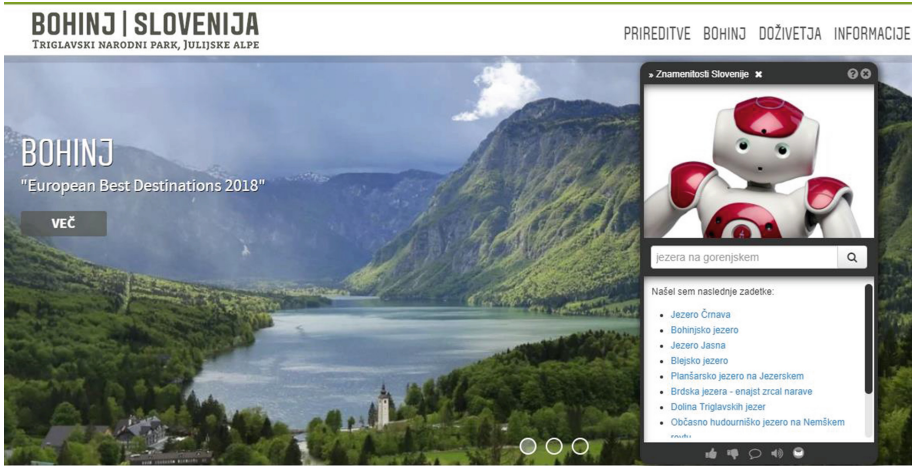 BOHINJ | SLOVENIJA
TRIGLAVSKI NARODNI PARK, JULIJSKE ALPE
PRIREDITVE BOHINJ DOŽIVETJA INFORMACIJE
BOHINJ
"European Best Destinations 2018"
VEČ
» Znamenitosti Slovenije
jezera na gorenjskem
Našel sem naslednje zadetke:
Jezero Črnava
Bohinjsko jezero
Jezero Jasna
Blejsko jezero
Planšarsko jezero na Jezerskem
Brdska jezera - enajst zrcal narave
Dolina Triglavskih jezer
Občasno hudourniško jezero na Nemškem
rovtu